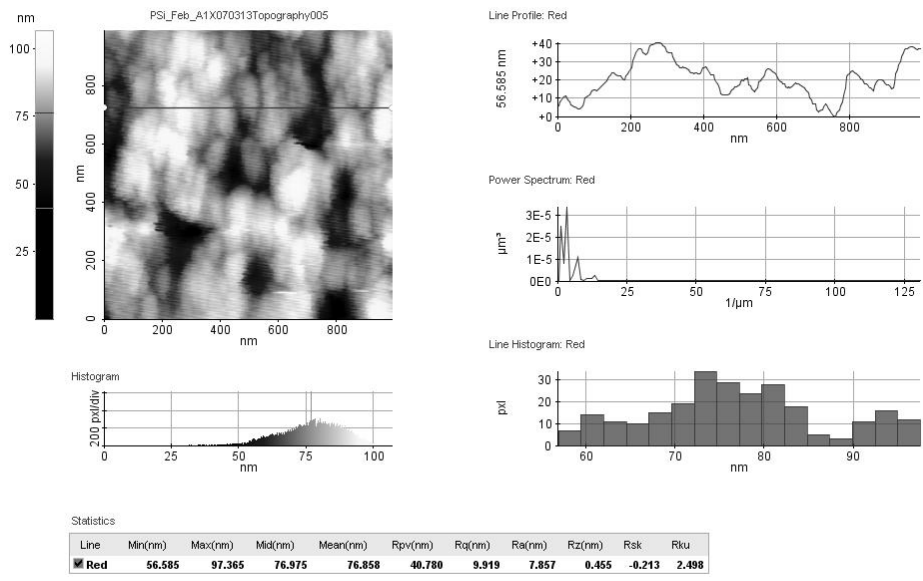 nm
100
75
50
25
PSi_Feb_A1X070313Topography005
nm
800
600
400
200
0
0 200 400 600 800
nm
Histogram
200 pxl/div
0 25 50 75 100
nm
Line Profile: Red
56.585 nm
+40
+30
+20
+10
+0
0 200 400 600 800
nm
Power Spectrum: Red
µm³
3E-5
2E-5
1E-5
0E0
0 25 50 75 100 125
1/µm
Line Histogram: Red
pxl
30
20
10
0
60 70 80 90
nm
Statistics
Line Min(nm) Max(nm) Mid(nm) Mean(nm) Rpv(nm) Rq(nm) Ra(nm) Rz(nm) Rsk Rku
Red 56.585 97.365 76.975 76.858 40.780 9.919 7.857 0.455 -0.213 2.498